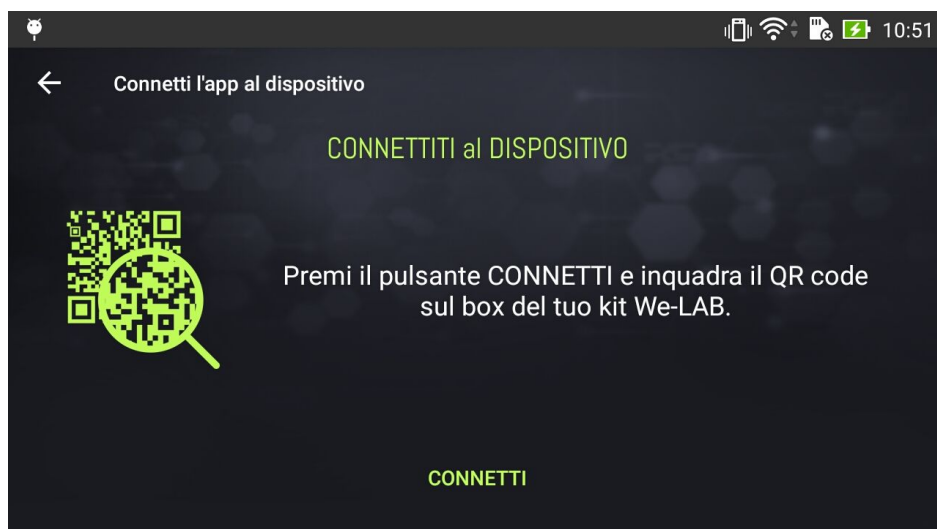 10:51
Connetti l'app al dispositivo
CONNETTITI al DISPOSITIVO
Premi il pulsante CONNETTI e inquadra il QR code
sul box del tuo kit We-LAB.
CONNETTI